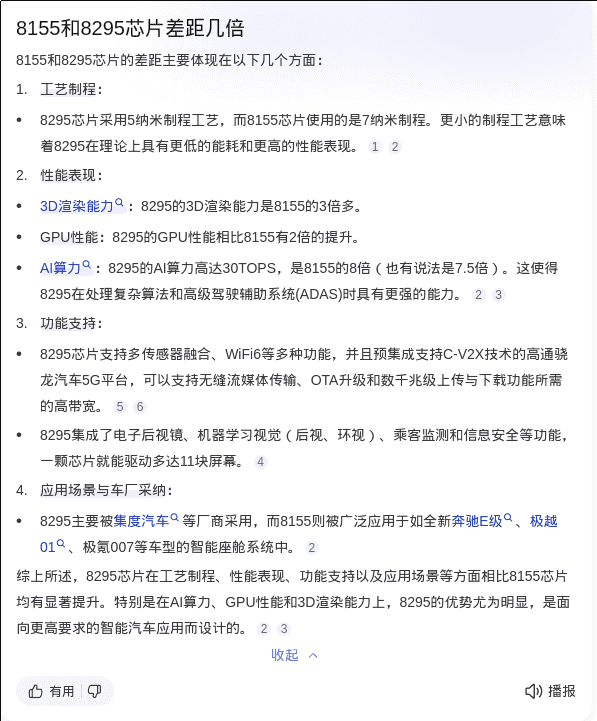 8155和8295芯片差距几倍
8155和8295芯片的差距主要体现在以下几个方面：
1. 工艺制程：
• 8295芯片采用5纳米制程工艺，而8155芯片使用的是7纳米制程。更小的制程工艺意味
着8295在理论上具有更低的能耗和更高的性能表现。 1 2
2. 性能表现：
• 3D渲染能力：8295的3D渲染能力是8155的3倍多。
• GPU性能：8295的GPU性能相比8155有2倍的提升。
• AI算力：8295的AI算力高达30TOPS，是8155的8倍（也有说法是7.5倍）。这使得
8295在处理复杂算法和高级驾驶辅助系统(ADAS)时具有更强的能力。 2 3
3. 功能支持：
• 8295芯片支持多传感器融合、WiFi6等多种功能，并且预集成支持C-V2X技术的高通骁
龙汽车5G平台，可以支持无缝流媒体传输、OTA升级和数千兆级上传与下载功能所需
的高带宽。 5 6
• 8295集成了电子后视镜、机器学习视觉（后视、环视）、乘客监测和信息安全等功能，
一颗芯片就能驱动多达11块屏幕。 4
4. 应用场景与车厂采纳：
• 8295主要被集度汽车等厂商采用，而8155则被广泛应用于如全新奔驰E级、极越
01、极氪007等车型的智能座舱系统中。 2
综上所述，8295芯片在工艺制程、性能表现、功能支持以及应用场景等方面相比8155芯片
均有显著提升。特别是在AI算力、GPU性能和3D渲染能力上，8295的优势尤为明显，是面
向更高要求的智能汽车应用而设计的。 2 3
收起
有用 播报